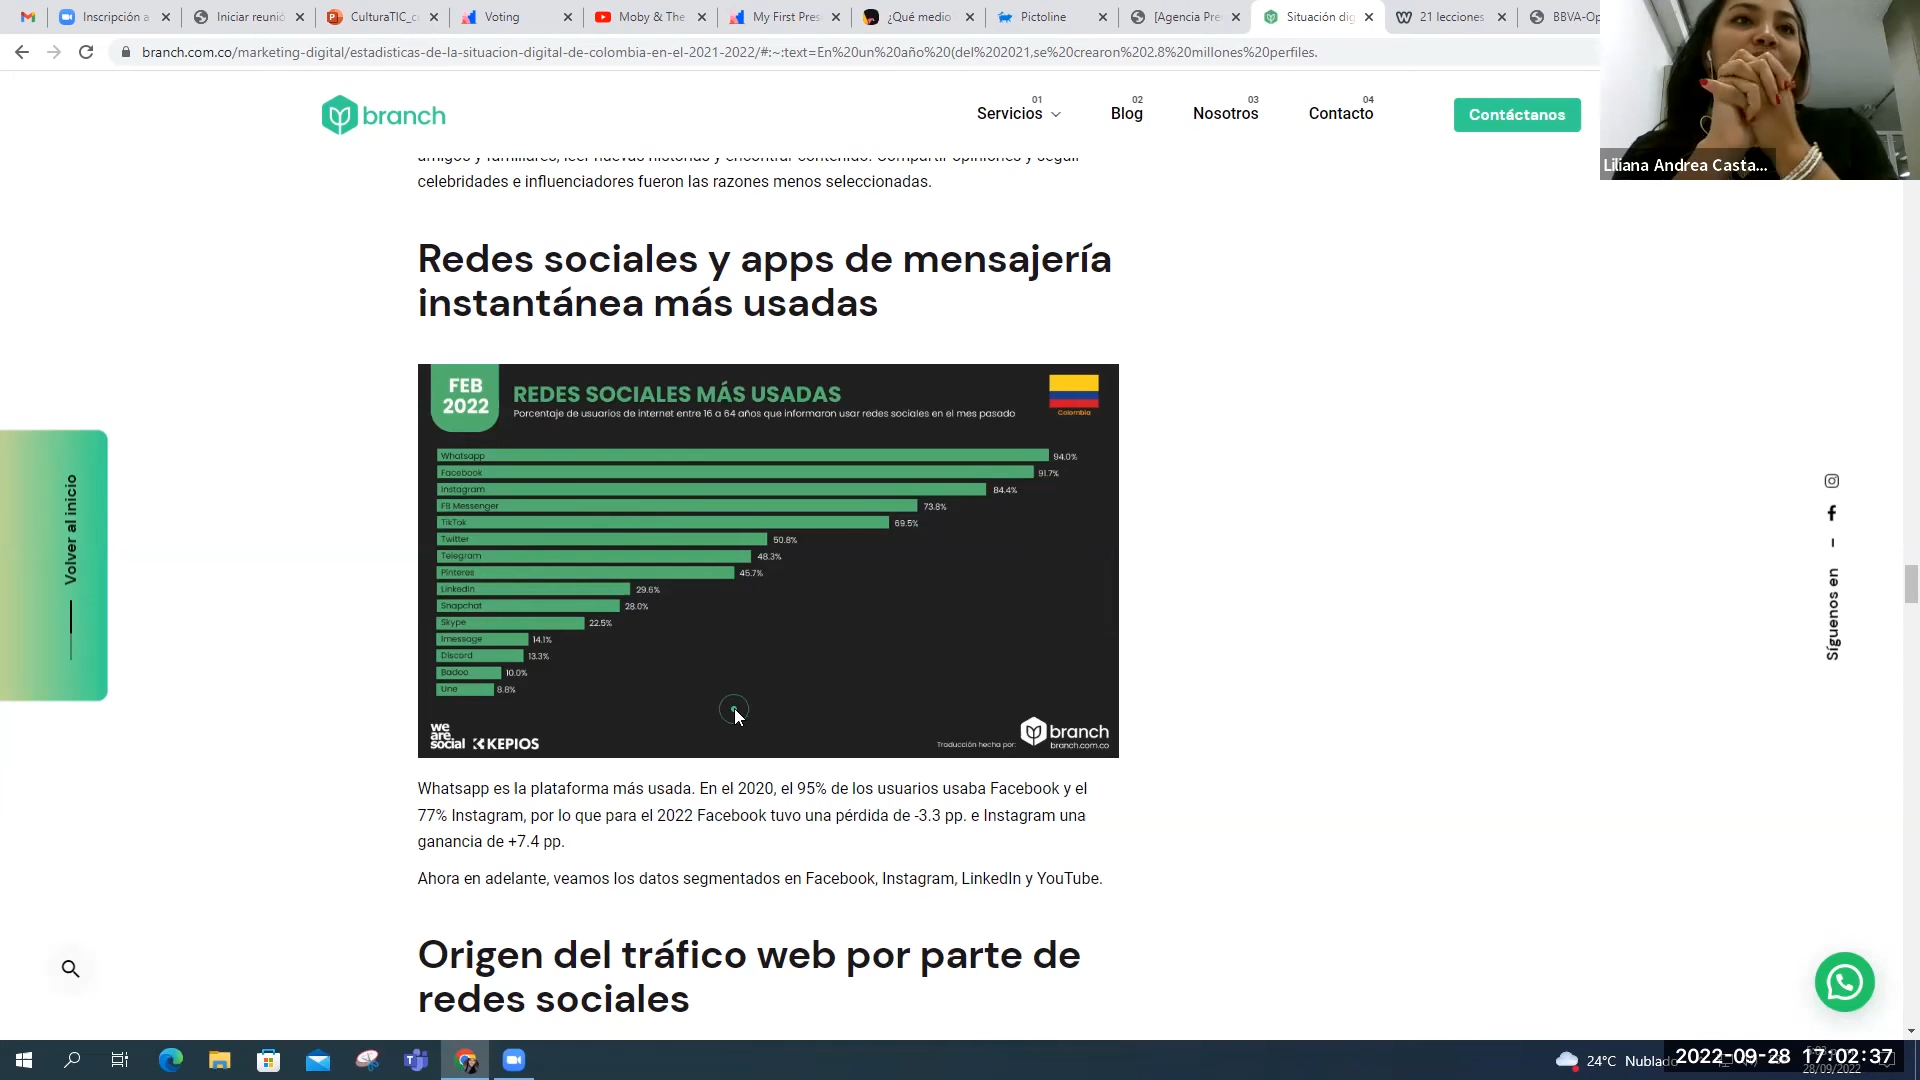 Inscripción a
Iniciar reunió
CulturaTIC_c
Voting
Moby & The
My First Pres
¿Qué medio
Pictoline
[Agencia Pre
Situación dig
21 lecciones
BBVA-Op
branch.com.co/marketing-digital/estadisticas-de-la-situacion-digital-de-colombia-en-el-2021-2022/#:~:text=En%20un%20año%20(del%202021,se%20crearon%202.8%20millones%20perfiles.
Liliana Andrea Casta...
branch
Servicios 01
Blog 02
Nosotros 03
Contacto 04
Contáctanos
amigos y familiares, leer nuevas historias y encontrar contenido. Compartir opiniones y seguir
celebridades e influenciadores fueron las razones menos seleccionadas.
Redes sociales y apps de mensajería
instantánea más usadas
FEB
2022
REDES SOCIALES MÁS USADAS
Porcentaje de usuarios de internet entre 16 a 64 años que informaron usar redes sociales en el mes pasado
Colombia
Whatsapp 94.0%
Facebook 91.7%
Instagram 84.4%
FB Messenger 73.8%
TikTok 69.5%
Twitter 50.8%
Telegram 48.3%
Pinteres 45.7%
Linkedin 29.6%
Snapchat 28.0%
Skype 22.5%
Imessage 14.1%
Discord 13.3%
Badoo 10.0%
Une 8.8%
we
are
social
KEPIOS
Traducción hecha por:
branch
branch.com.co
Volver al inicio
Síguenos en
Whatsapp es la plataforma más usada. En el 2020, el 95% de los usuarios usaba Facebook y el
77% Instagram, por lo que para el 2022 Facebook tuvo una pérdida de -3.3 pp. e Instagram una
ganancia de +7.4 pp.
Ahora en adelante, veamos los datos segmentados en Facebook, Instagram, LinkedIn y YouTube.
Origen del tráfico web por parte de
redes sociales
24°C Nublado
2022-09-28 17:02:37
28/09/2022